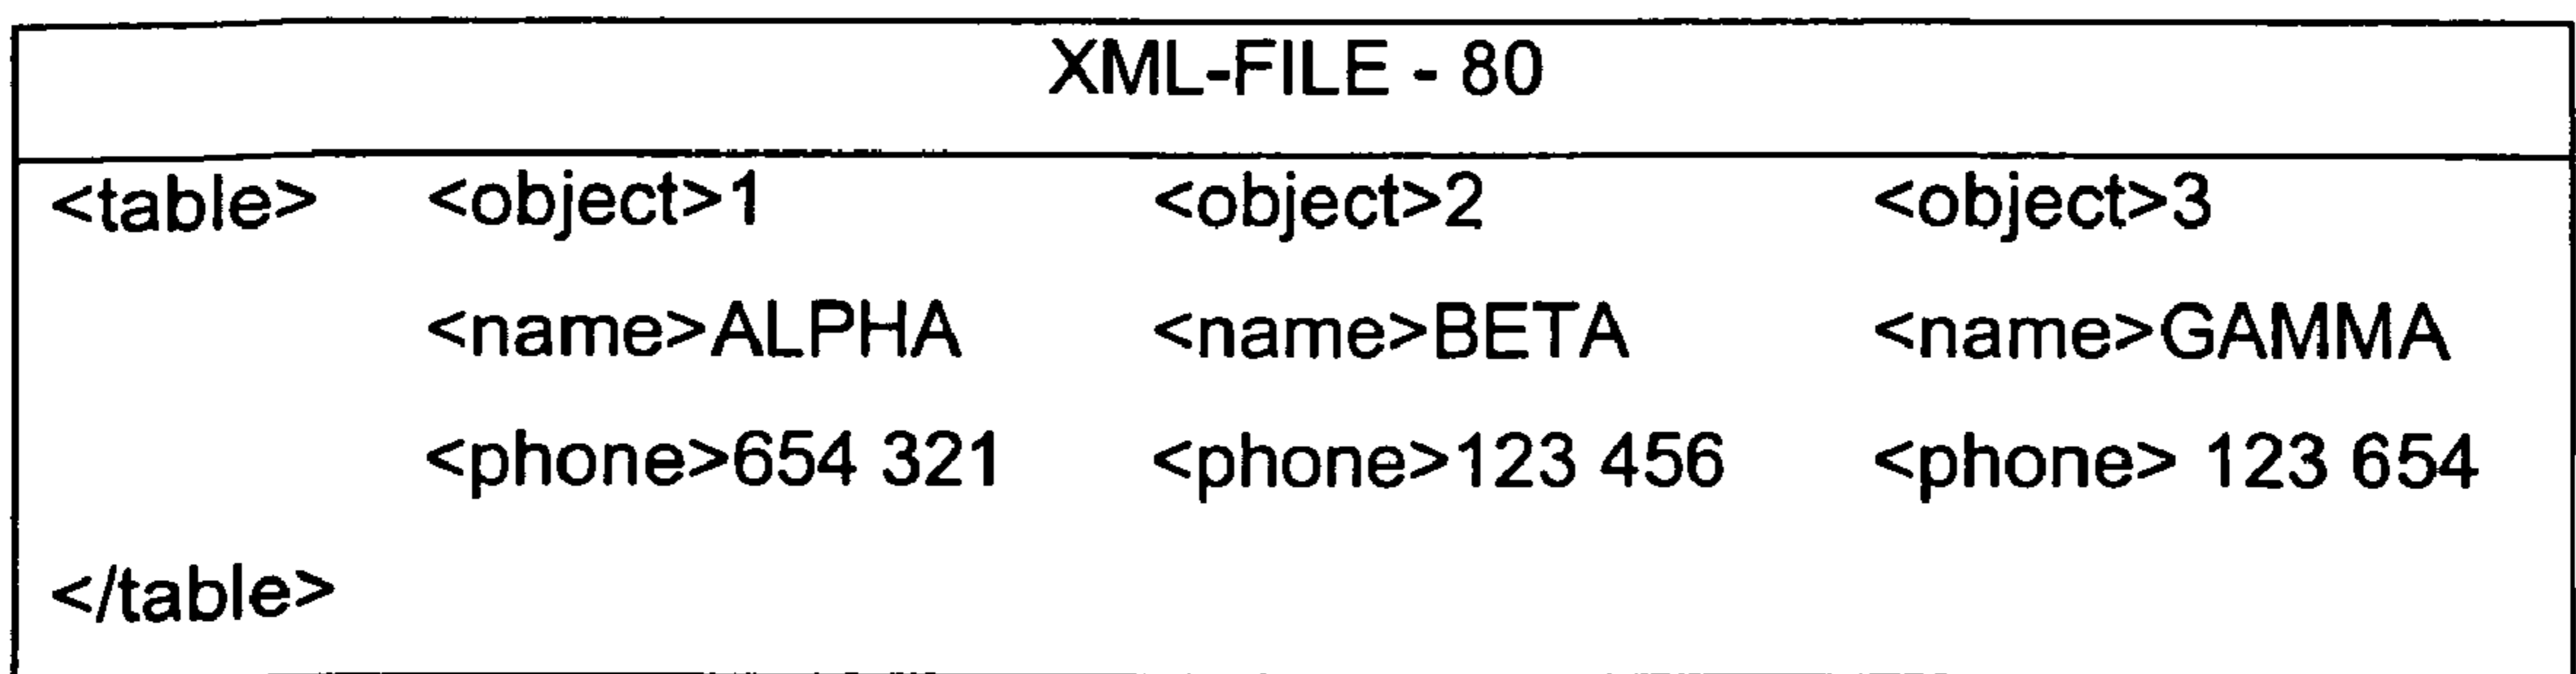 XML-FILE - 80
<table> <object>1 <object>2 <object>3
<name>ALPHA <name>BETA <name>GAMMA
<phone>654 321 <phone>123 456 <phone> 123 654
</table>